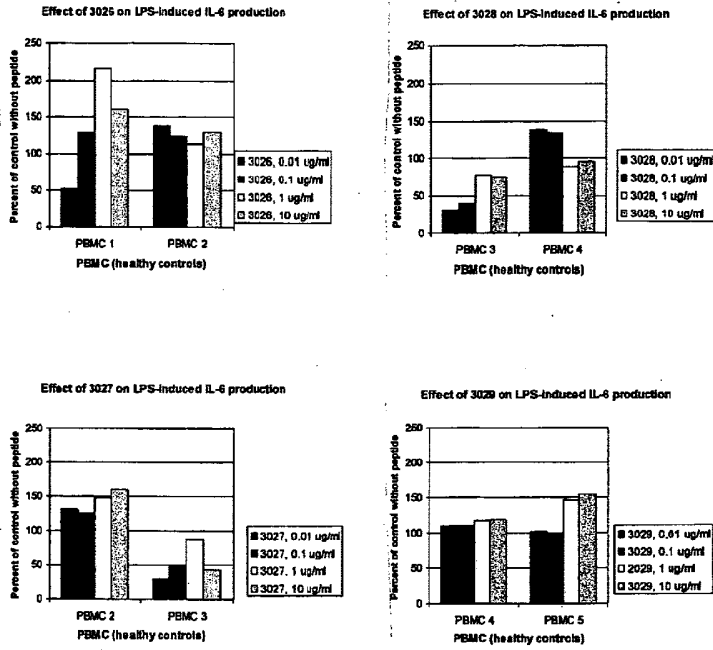 Effect of 3026 on LPS-induced IL-6 production
Percent of control without peptide
250
200
150
100
50
0
PBMC 1
PBMC 2
PBMC (healthy controls)
3026, 0.01 ug/ml
3026, 0.1 ug/ml
3026, 1 ug/ml
3026, 10 ug/ml
Effect of 3028 on LPS-induced IL-6 production
Percent of control without peptide
250
200
150
100
50
0
PBMC 3
PBMC 4
PBMC (healthy controls)
3028, 0.01 ug/ml
3028, 0.1 ug/ml
3028, 1 ug/ml
3028, 10 ug/ml
Effect of 3027 on LPS-induced IL-6 production
Percent of control without peptide
250
200
150
100
50
0
PBMC 2
PBMC 3
PBMC (healthy controls)
3027, 0.01 ug/ml
3027, 0.1 ug/ml
3027, 1 ug/ml
3027, 10 ug/ml
Effect of 3029 on LPS-induced IL-6 production
Percent of control without peptide
250
200
150
100
50
0
PBMC 4
PBMC 5
PBMC (healthy controls)
3029, 0.01 ug/ml
3029, 0.1 ug/ml
2029, 1 ug/ml
3029, 10 ug/ml